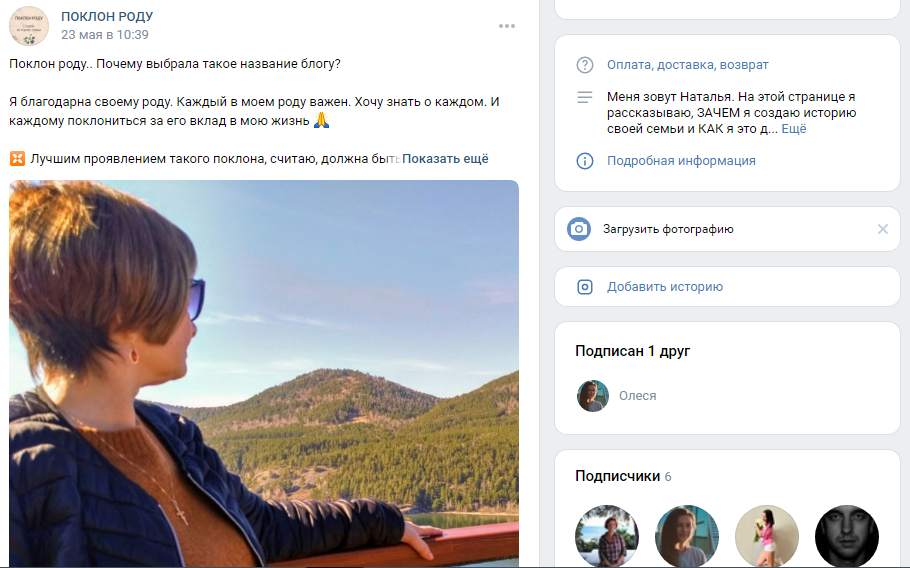 ПОКЛОН РОДУ
23 мая в 10:39
Поклон роду.. Почему выбрала такое название блогу?
Я благодарна своему роду. Каждый в моем роду важен. Хочу знать о каждом. И
каждому поклониться за его вклад в мою жизнь 🙏
Лучшим проявлением такого поклона, считаю, должна быть Показать ещё
Оплата, доставка, возврат
Меня зовут Наталья. На этой странице я
рассказываю, ЗАЧЕМ я создаю историю
своей семьи и КАК я это д... Ещё
Подробная информация
Загрузить фотографию
Добавить историю
Подписан 1 друг
Олеся
Подписчики 6